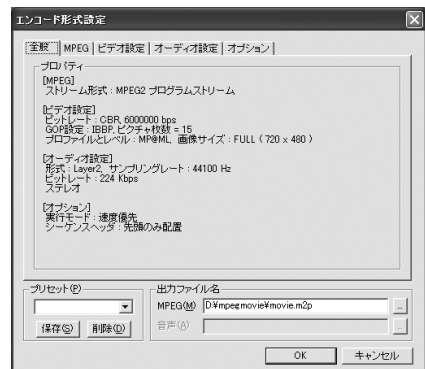 エンコード形式設定
全般 MPEG ビデオ設定 オーディオ設定 オプション
プロパティ
[MPEG]
ストリーム形式 : MPEG2 プログラムストリーム
[ビデオ設定]
ビットレート : CBR, 6000000 bps
GOP設定 : IBBP, ピクチャ枚数 = 15
プロファイルとレベル : MP@ML, 画像サイズ : FULL ( 720 x 480 )
[オーディオ設定]
形式 : Layer2, サンプリングレート : 44100 Hz
ビットレート : 224 Kbps
ステレオ
[オプション]
実行モード : 速度優先
シーケンスヘッダ : 先頭のみ配置
プリセット(P)
保存(S) 削除(D)
出力ファイル名
MPEG(M) D:¥mpegmovie¥movie.m2p ...
音声(A) ...
OK キャンセル